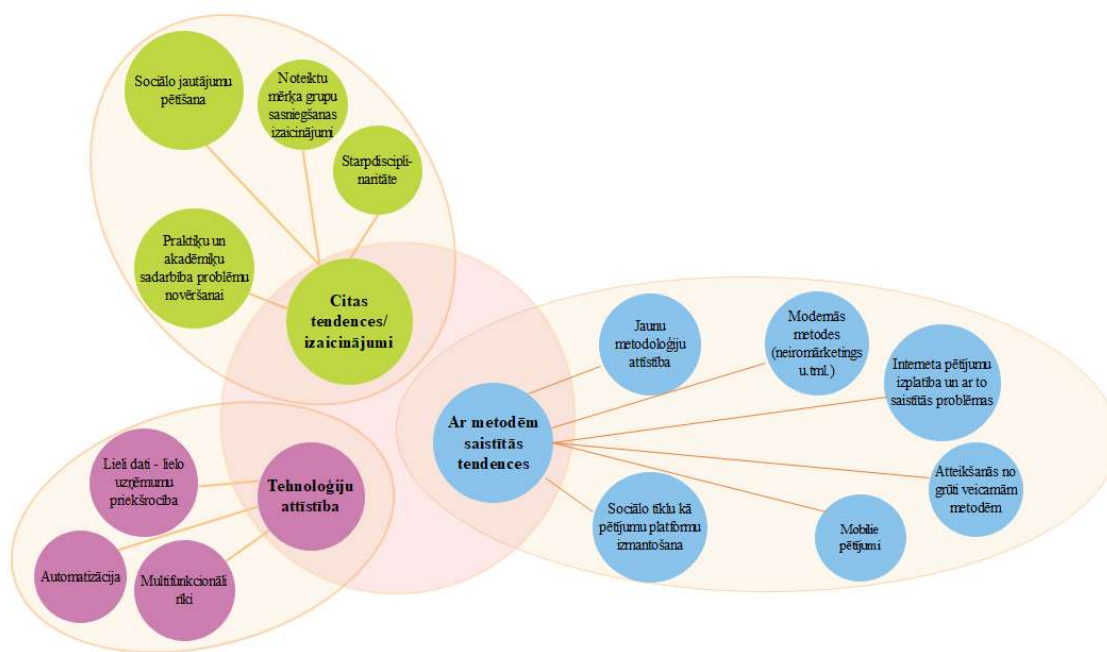 Sociālo jautājumu
pētīšana
Noteiktu
mērķa grupu
sasniegšanas
izaicinājumi
Starpdiscipli-
naritāte
Praktiķu un
akadēmiķu
sadarbība problēmu
novēršanai
Citas
tendences/
izaicinājumi
Jaunu
metodoloģiju
attīstība
Modernās
metodes
(neiromārketings
u.tml.)
Interneta pētījumu
izplatība un ar to
saistītās problēmas
Ar metodēm
saistītās
tendences
Atteikšanās no
grūti veicamām
metodēm
Mobilie
pētījumi
Sociālo tīklu kā
pētījumu platformu
izmantošana
Lieli dati - lielo
uzņēmumu
priekšrocība
Tehnoloģiju
attīstība
Automatizācija
Multifunkcionāli
rīki